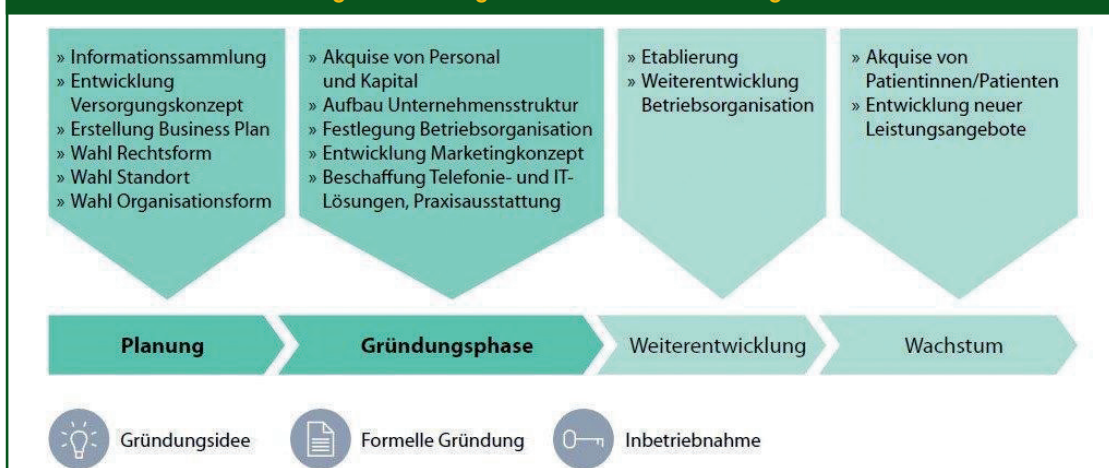 » Informationssammlung
» Entwicklung
Versorgungskonzept
» Erstellung Business Plan
» Wahl Rechtsform
» Wahl Standort
» Wahl Organisationsform
» Akquise von Personal
und Kapital
» Aufbau Unternehmensstruktur
» Festlegung Betriebsorganisation
» Entwicklung Marketingkonzept
» Beschaffung Telefonie- und IT-
Lösungen, Praxisausstattung
» Etablierung
» Weiterentwicklung
Betriebsorganisation
» Akquise von
Patientinnen/Patienten
» Entwicklung neuer
Leistungsangebote
Planung
Gründungsphase
Weiterentwicklung
Wachstum
Gründungsidee
Formelle Gründung
Inbetriebnahme